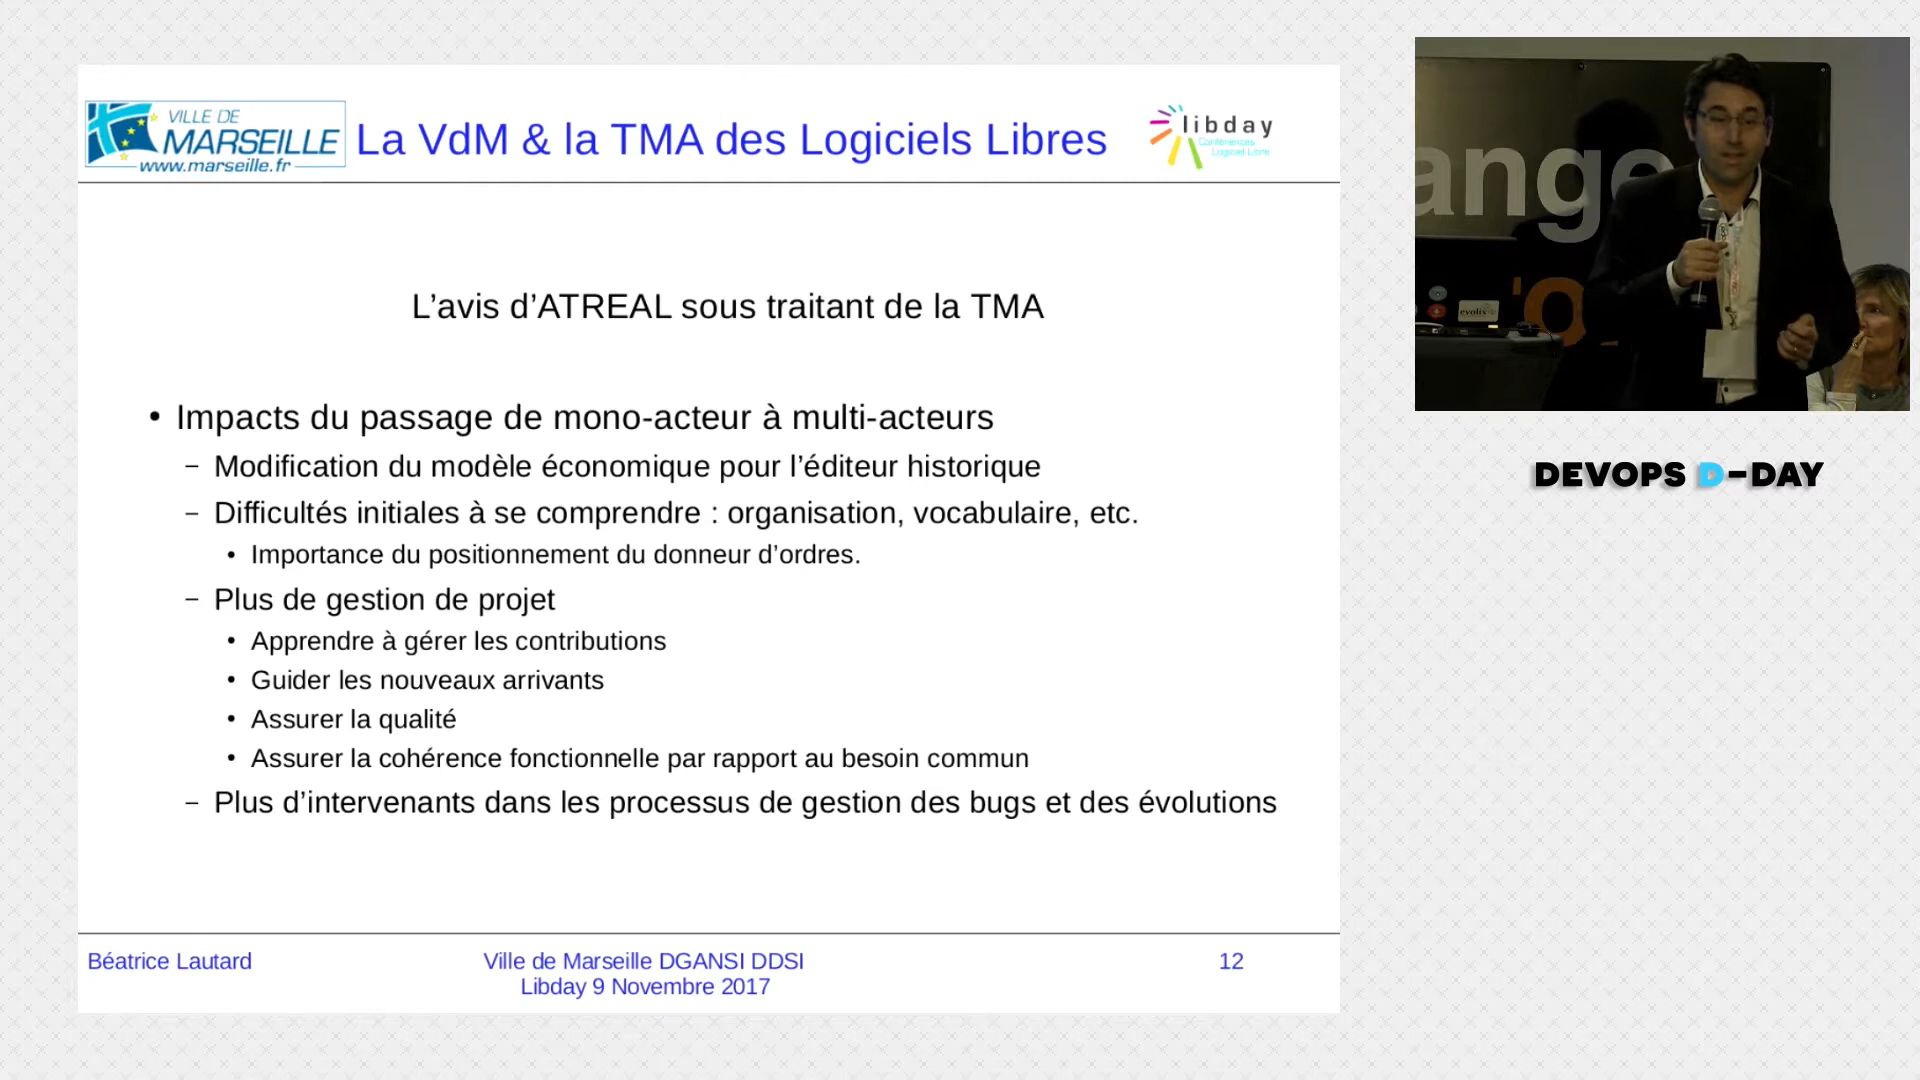 VILLE DE
MARSEILLE
www.marseille.fr
La VdM & la TMA des Logiciels Libres
libday
Conférences
Logiciel Libre
L’avis d’ATREAL sous traitant de la TMA
• Impacts du passage de mono-acteur à multi-acteurs
– Modification du modèle économique pour l’éditeur historique
– Difficultés initiales à se comprendre : organisation, vocabulaire, etc.
• Importance du positionnement du donneur d’ordres.
– Plus de gestion de projet
• Apprendre à gérer les contributions
• Guider les nouveaux arrivants
• Assurer la qualité
• Assurer la cohérence fonctionnelle par rapport au besoin commun
– Plus d’intervenants dans les processus de gestion des bugs et des évolutions
Béatrice Lautard
Ville de Marseille DGANSI DDSI
Libday 9 Novembre 2017
12
ange
evolix
DEVOPS D-DAY